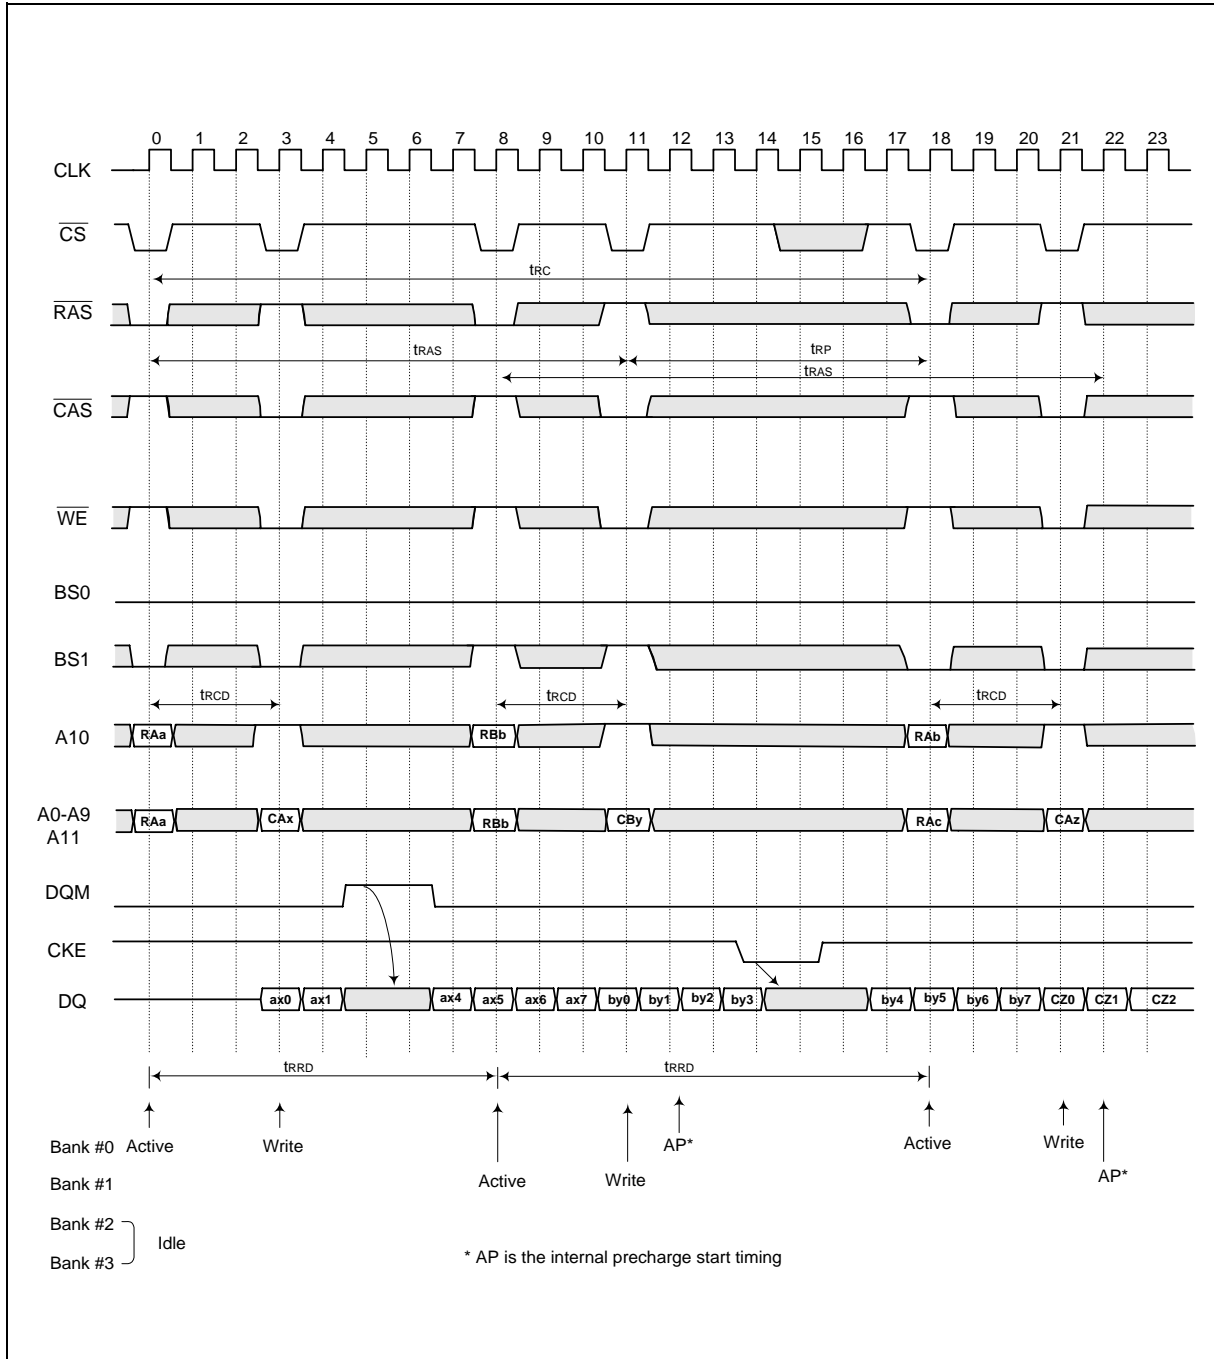 0 1 2 3 4 5 6 7 8 9 10 11 12 13 14 15 16 17 18 19 20 21 22 23
CLK
CS
tRC
RAS
tRAS tRP
tRAS
CAS
WE
BS0
BS1
tRCD tRCD tRCD
A10 RAa RBb RAb
A0-A9 RAa CAx RBb CBy RAc CAz
A11
DQM
CKE
DQ ax0 ax1 ax4 ax5 ax6 ax7 by0 by1 by2 by3 by4 by5 by6 by7 CZ0 CZ1 CZ2
tRRD tRRD
Bank #0 Active Write AP* Active Write
Bank #1 Active Write AP*
Bank #2
Idle
Bank #3
* AP is the internal precharge start timing